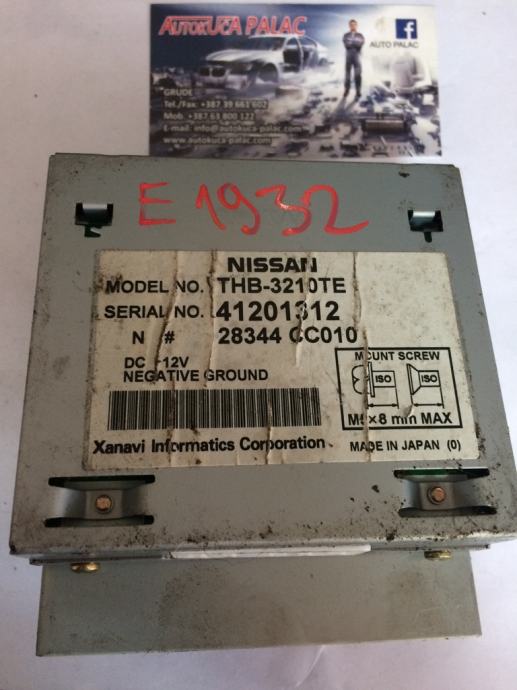 AUTOKUĆA PALAC
AUTO PALAC
GRUDE
Tel./Fax: +387 39 661 602
Mob: +387 63 800 122
E-mail: info@autokuca-palac.com
www.autokuca-palac.com
E 1932
NISSAN
MODEL NO. THB-3210TE
SERIAL NO. 41201312
N # 28344 CC010
DC +12V
NEGATIVE GROUND
MOUNT SCREW
ISO ISO
M5×8 mm MAX
Xanavi Informatics Corporation
MADE IN JAPAN (0)